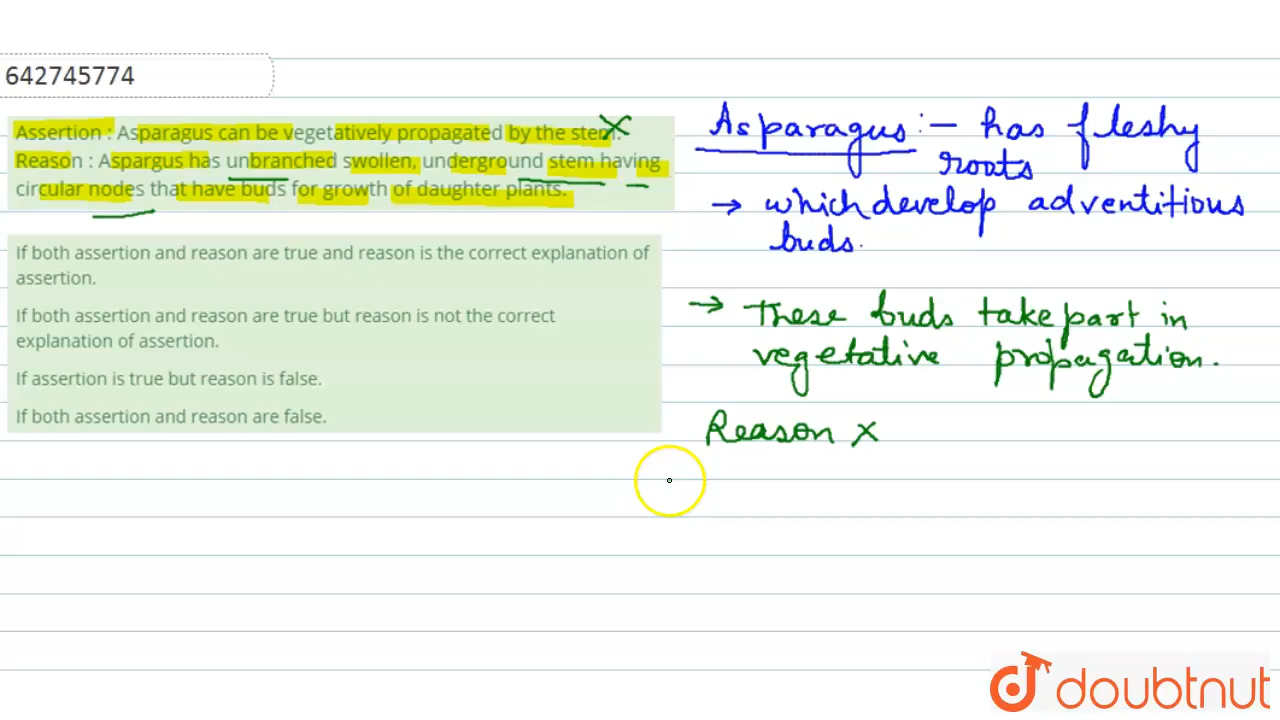 642745774
Assertion : Asparagus can be vegetatively propagated by the stem. X
Reason : Aspargus has unbranched swollen, underground stem having
circular nodes that have buds for growth of daughter plants.
If both assertion and reason are true and reason is the correct explanation of
assertion.
If both assertion and reason are true but reason is not the correct
explanation of assertion.
If assertion is true but reason is false.
If both assertion and reason are false.
Asparagus :- has fleshy
roots
→ which develop adventitious
buds.
→ These buds take part in
vegetative propagation.
Reason X
doubtnut